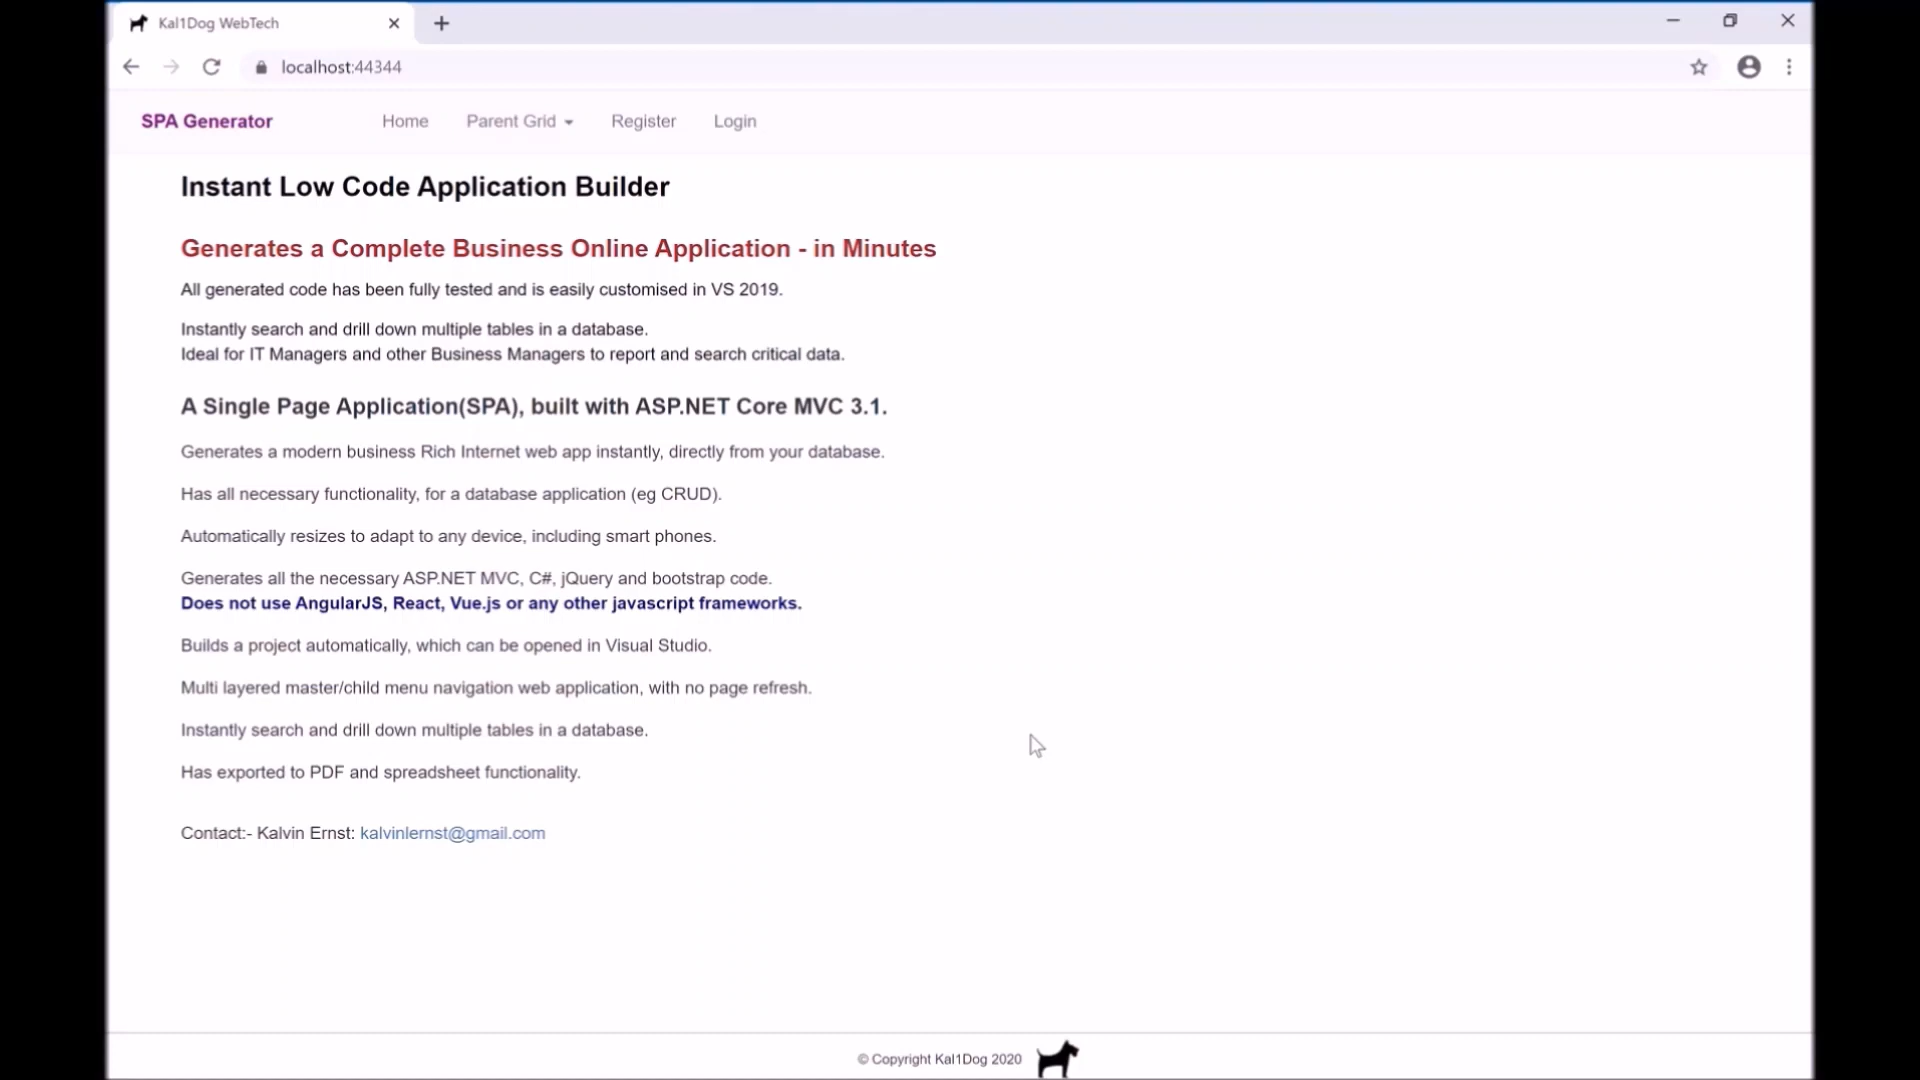 Kal1Dog WebTech
localhost:44344
SPA Generator
Home
Parent Grid
Register
Login
Instant Low Code Application Builder
Generates a Complete Business Online Application - in Minutes
All generated code has been fully tested and is easily customised in VS 2019.
Instantly search and drill down multiple tables in a database.
Ideal for IT Managers and other Business Managers to report and search critical data.
A Single Page Application(SPA), built with ASP.NET Core MVC 3.1.
Generates a modern business Rich Internet web app instantly, directly from your database.
Has all necessary functionality, for a database application (eg CRUD).
Automatically resizes to adapt to any device, including smart phones.
Generates all the necessary ASP.NET MVC, C#, jQuery and bootstrap code.
Does not use AngularJS, React, Vue.js or any other javascript frameworks.
Builds a project automatically, which can be opened in Visual Studio.
Multi layered master/child menu navigation web application, with no page refresh.
Instantly search and drill down multiple tables in a database.
Has exported to PDF and spreadsheet functionality.
Contact:- Kalvin Ernst: kalvinlernst@gmail.com
© Copyright Kal1Dog 2020